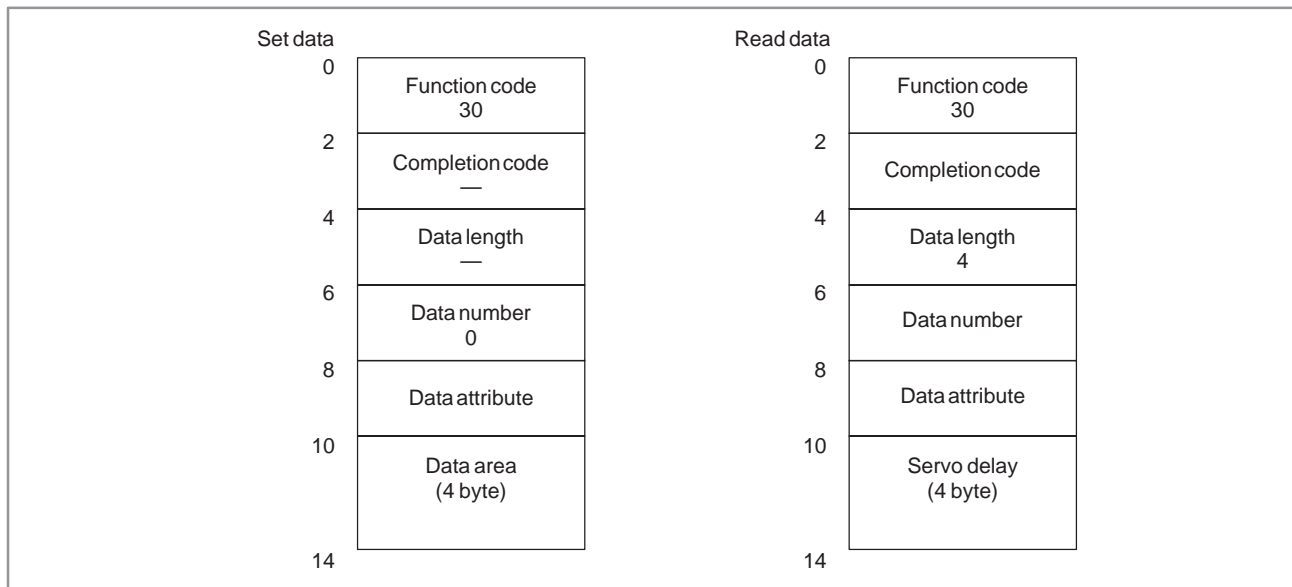 Set data
0
Function code
30
2
Completion code
—
4
Data length
—
6
Data number
0
8
Data attribute
10
Data area
(4 byte)
14
Read data
0
Function code
30
2
Completion code
4
Data length
4
6
Data number
8
Data attribute
10
Servo delay
(4 byte)
14